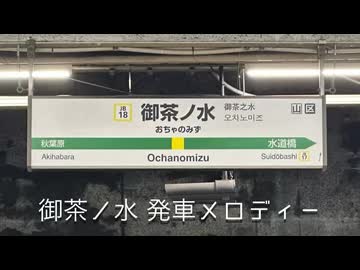 JB
18
御茶ノ水
おちゃのみず
御茶之水
오차노미즈
山 区
秋葉原
Akihabara
Ochanomizu
水道橋
Suidōbashi
御茶ノ水 発車メロディー